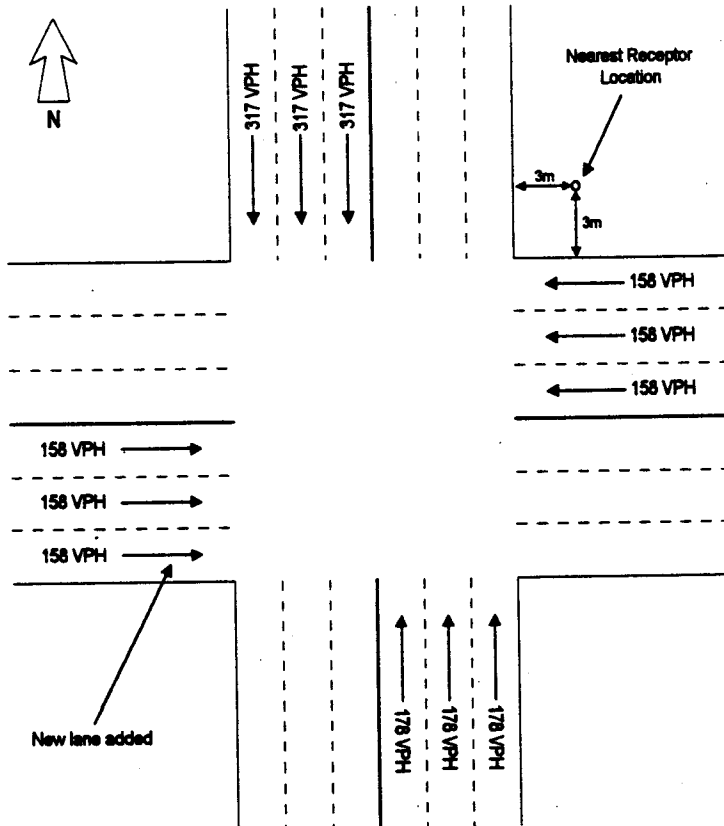 N
317 VPH
317 VPH
317 VPH
Nearest Receptor
Location
3m
3m
158 VPH
158 VPH
158 VPH
158 VPH
158 VPH
158 VPH
New lane added
178 VPH
178 VPH
178 VPH